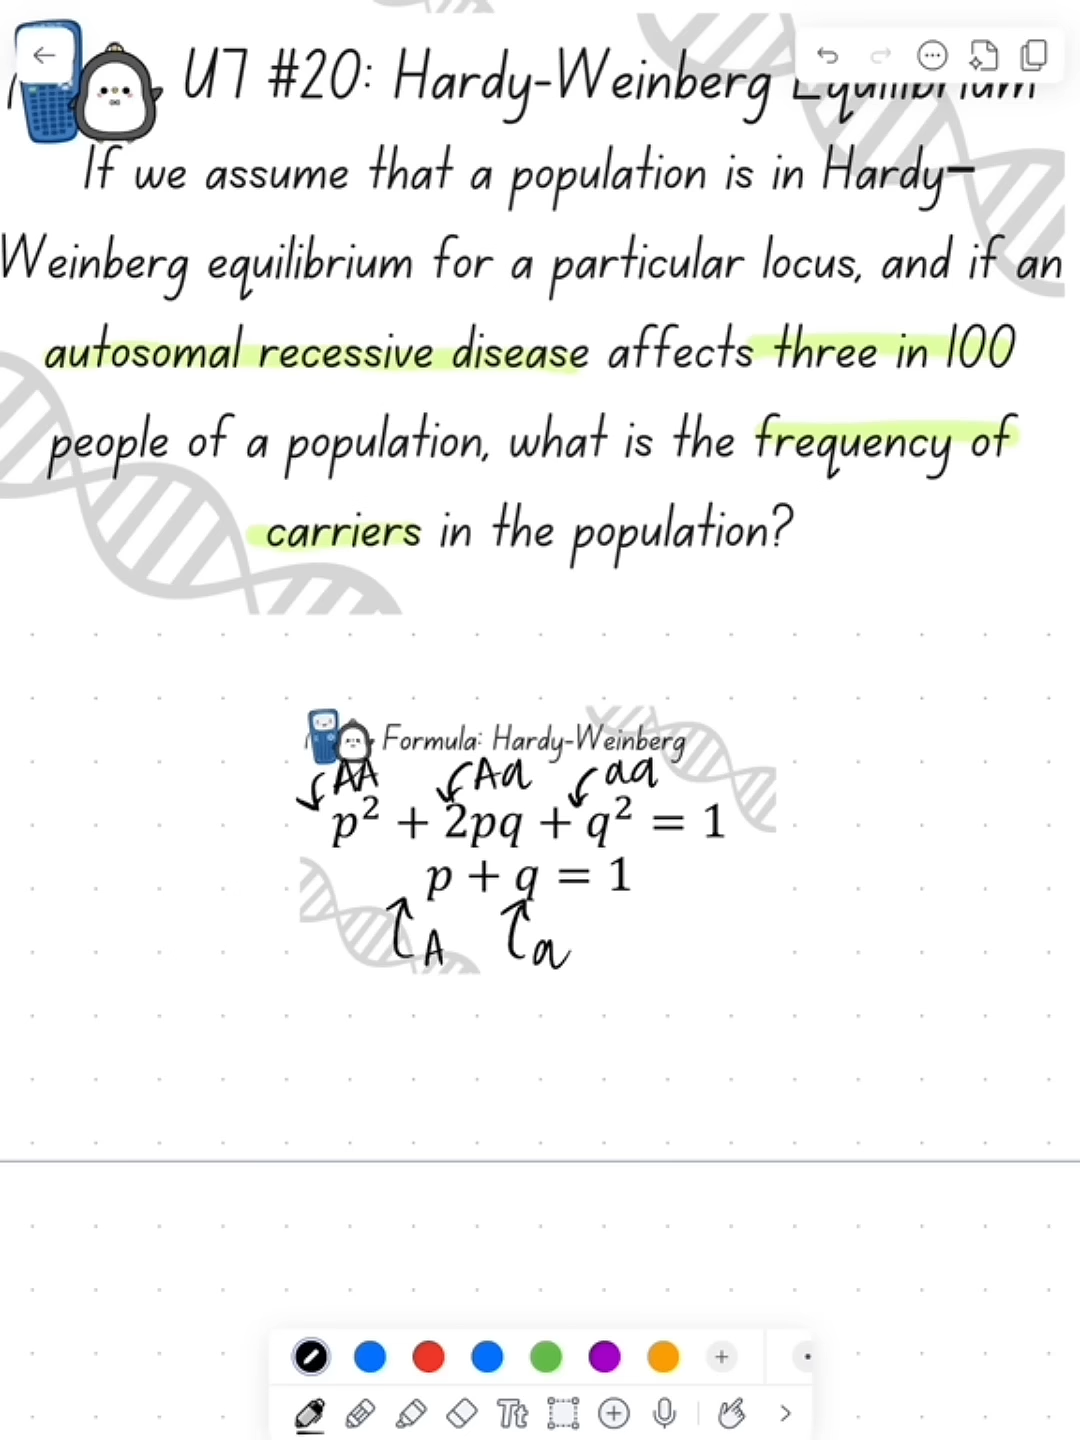 U7 #20: Hardy-Weinberg Equilibrium
If we assume that a population is in Hardy-
Weinberg equilibrium for a particular locus, and if an
autosomal recessive disease affects three in 100
people of a population, what is the frequency of
carriers in the population?
Formula: Hardy-Weinberg
AA Aa aa
p² + 2pq + q² = 1
p + q = 1
A a
Tt